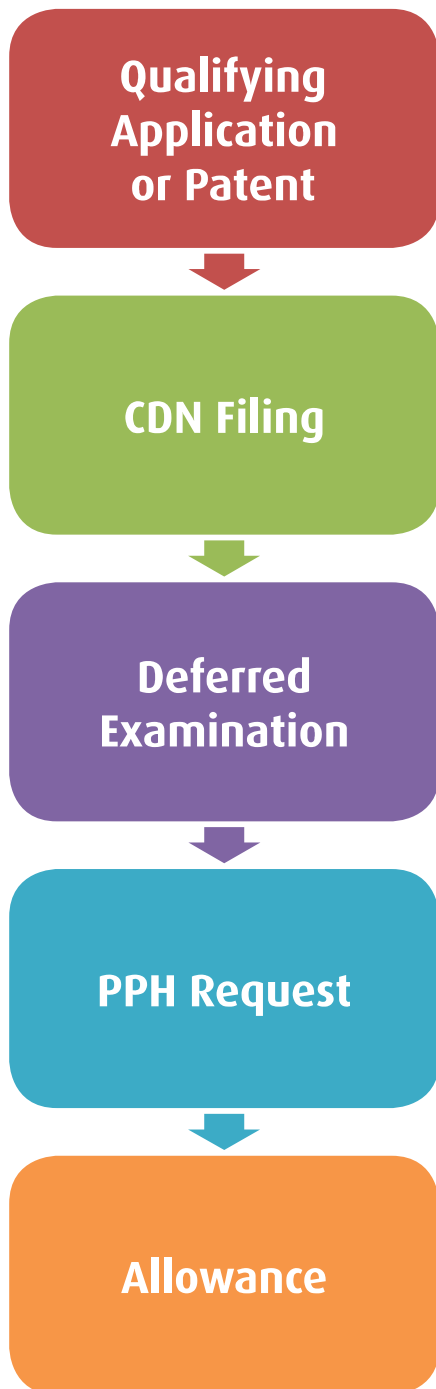 Qualifying
Application
or Patent
CDN Filing
Deferred
Examination
PPH Request
Allowance